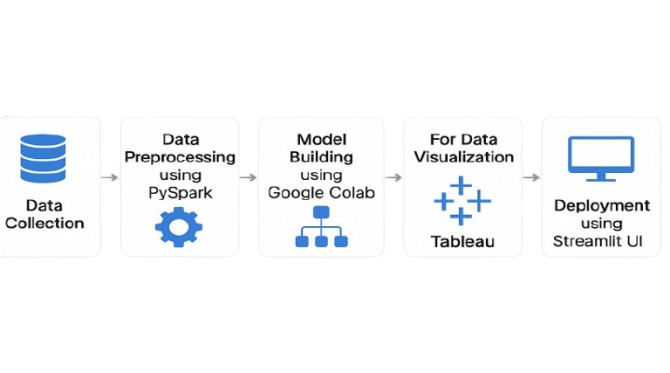 Data
Collection
Data
Preprocessing
using
PySpark
Model
Building
using
Google Colab
For Data
Visualization
Tableau
Deployment
using
Streamlit UI